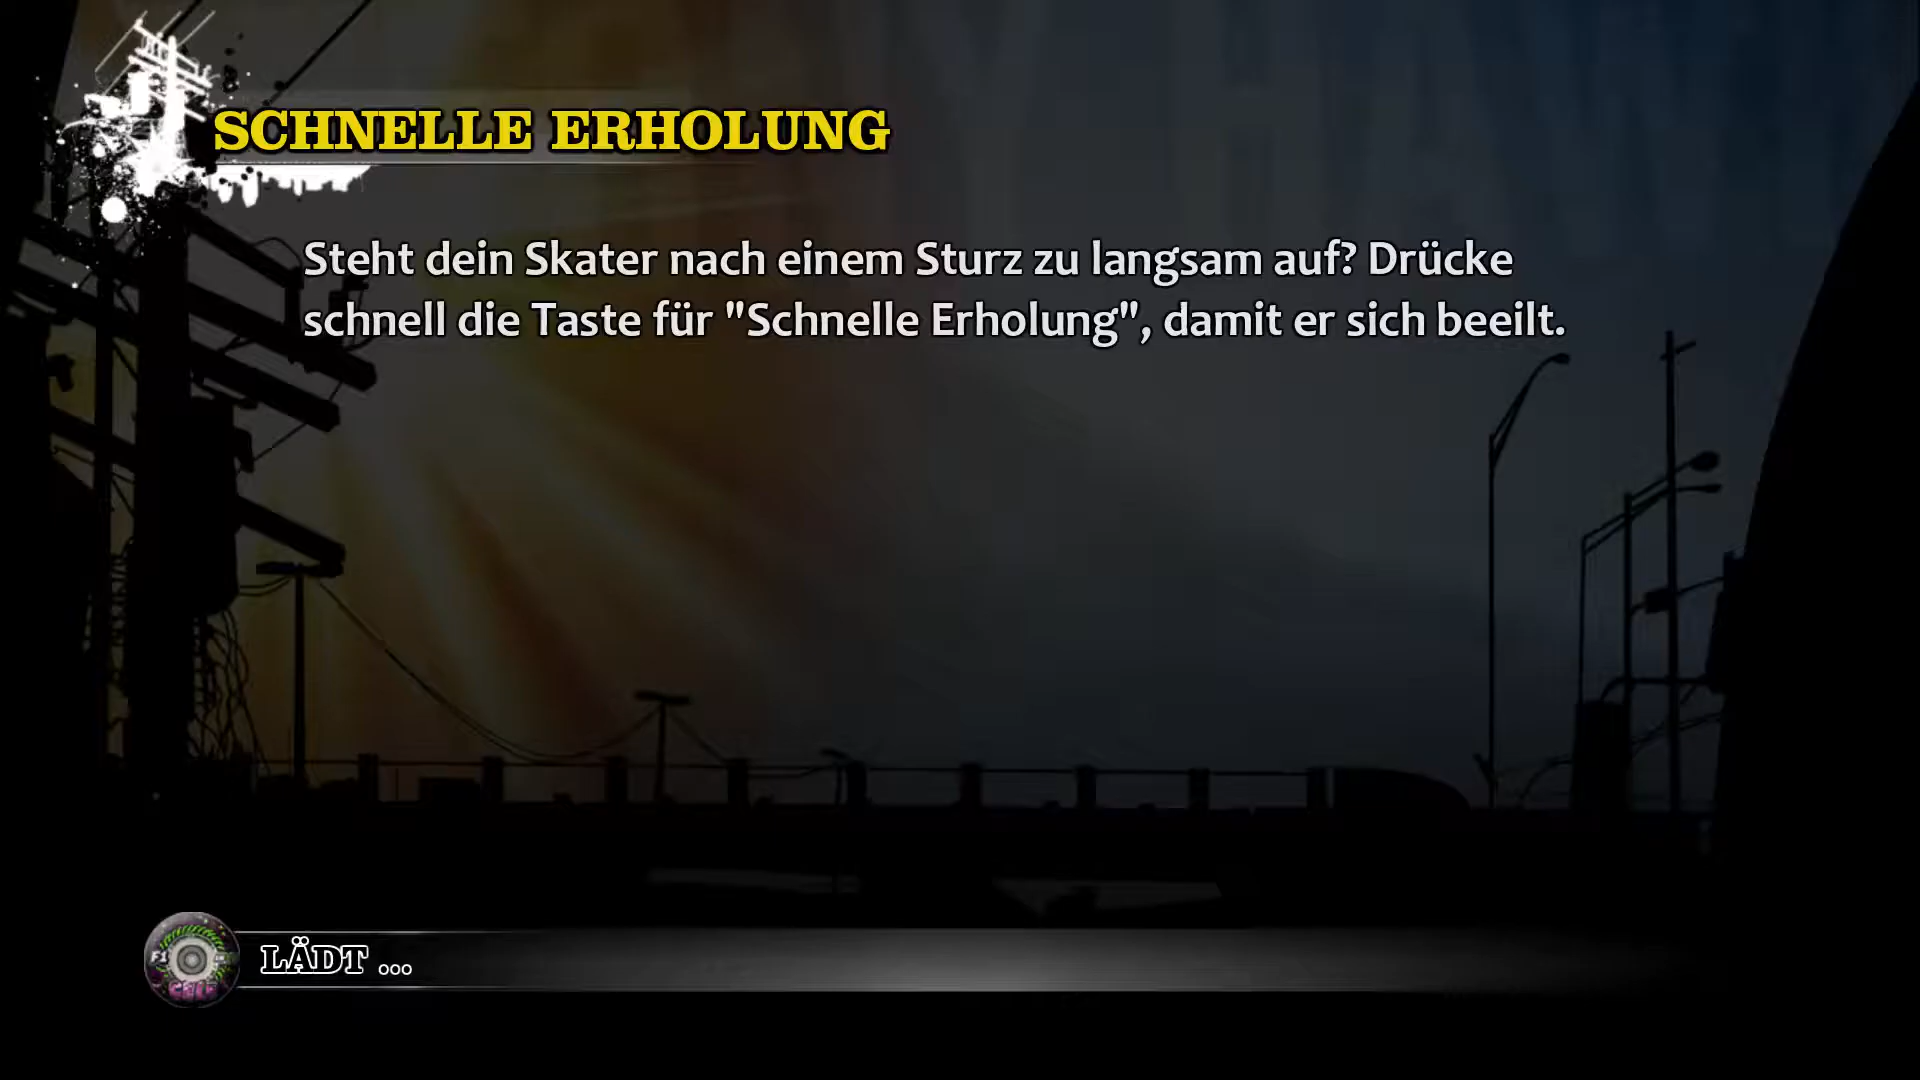 SCHNELLE ERHOLUNG
Steht dein Skater nach einem Sturz zu langsam auf? Drücke
schnell die Taste für "Schnelle Erholung", damit er sich beeilt.
LÄDT ...